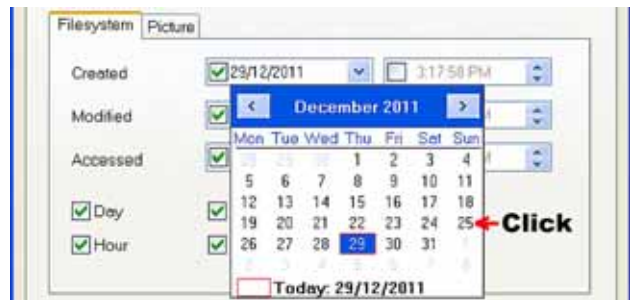 Filesystem Picture
Created 29/12/2011 3:17:58 PM
Modified
Accessed
Day
Hour
December 2011
Mon Tue Wed Thu Fri Sat Sun
1 2 3 4
5 6 7 8 9 10 11
12 13 14 15 16 17 18
19 20 21 22 23 24 25 Click
26 27 28 29 30 31
Today: 29/12/2011